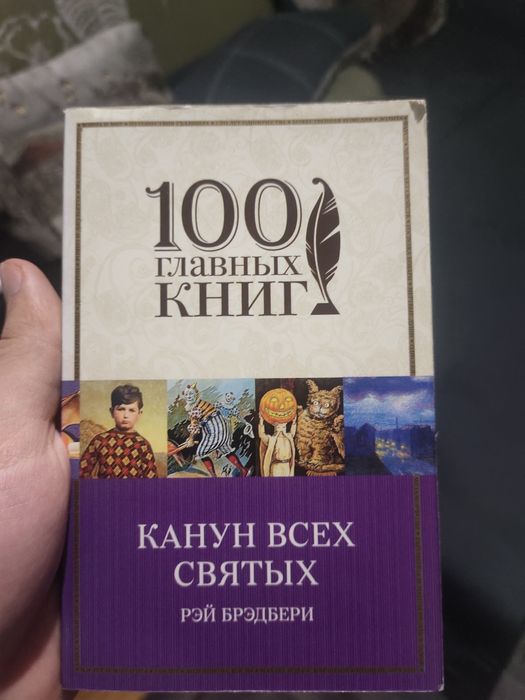 100
главных
КНИГ
КАНУН ВСЕХ
СВЯТЫХ
РЭЙ БРЭДБЕРИ